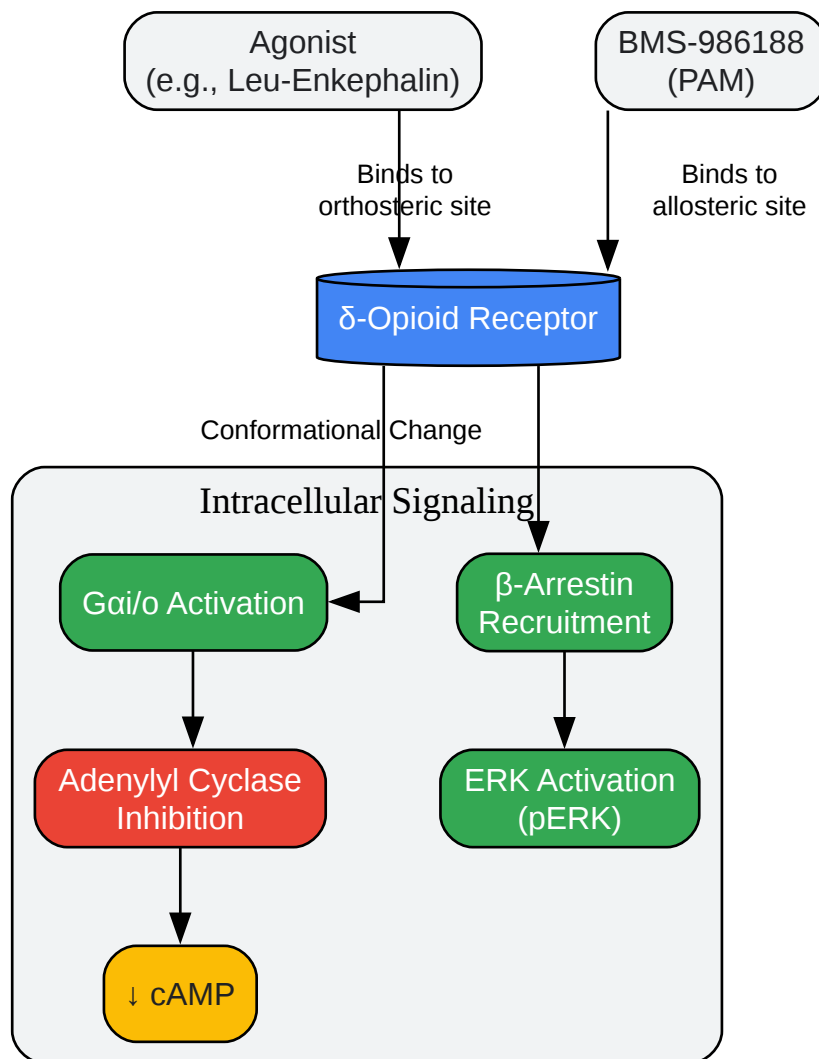 Agonist
(e.g., Leu-Enkephalin)
BMS-986188
(PAM)
Binds to
orthosteric site
Binds to
allosteric site
δ-Opioid Receptor
Conformational Change
Intracellular Signaling
Gαi/o Activation
β-Arrestin
Recruitment
Adenylyl Cyclase
Inhibition
ERK Activation
(pERK)
↓ cAMP